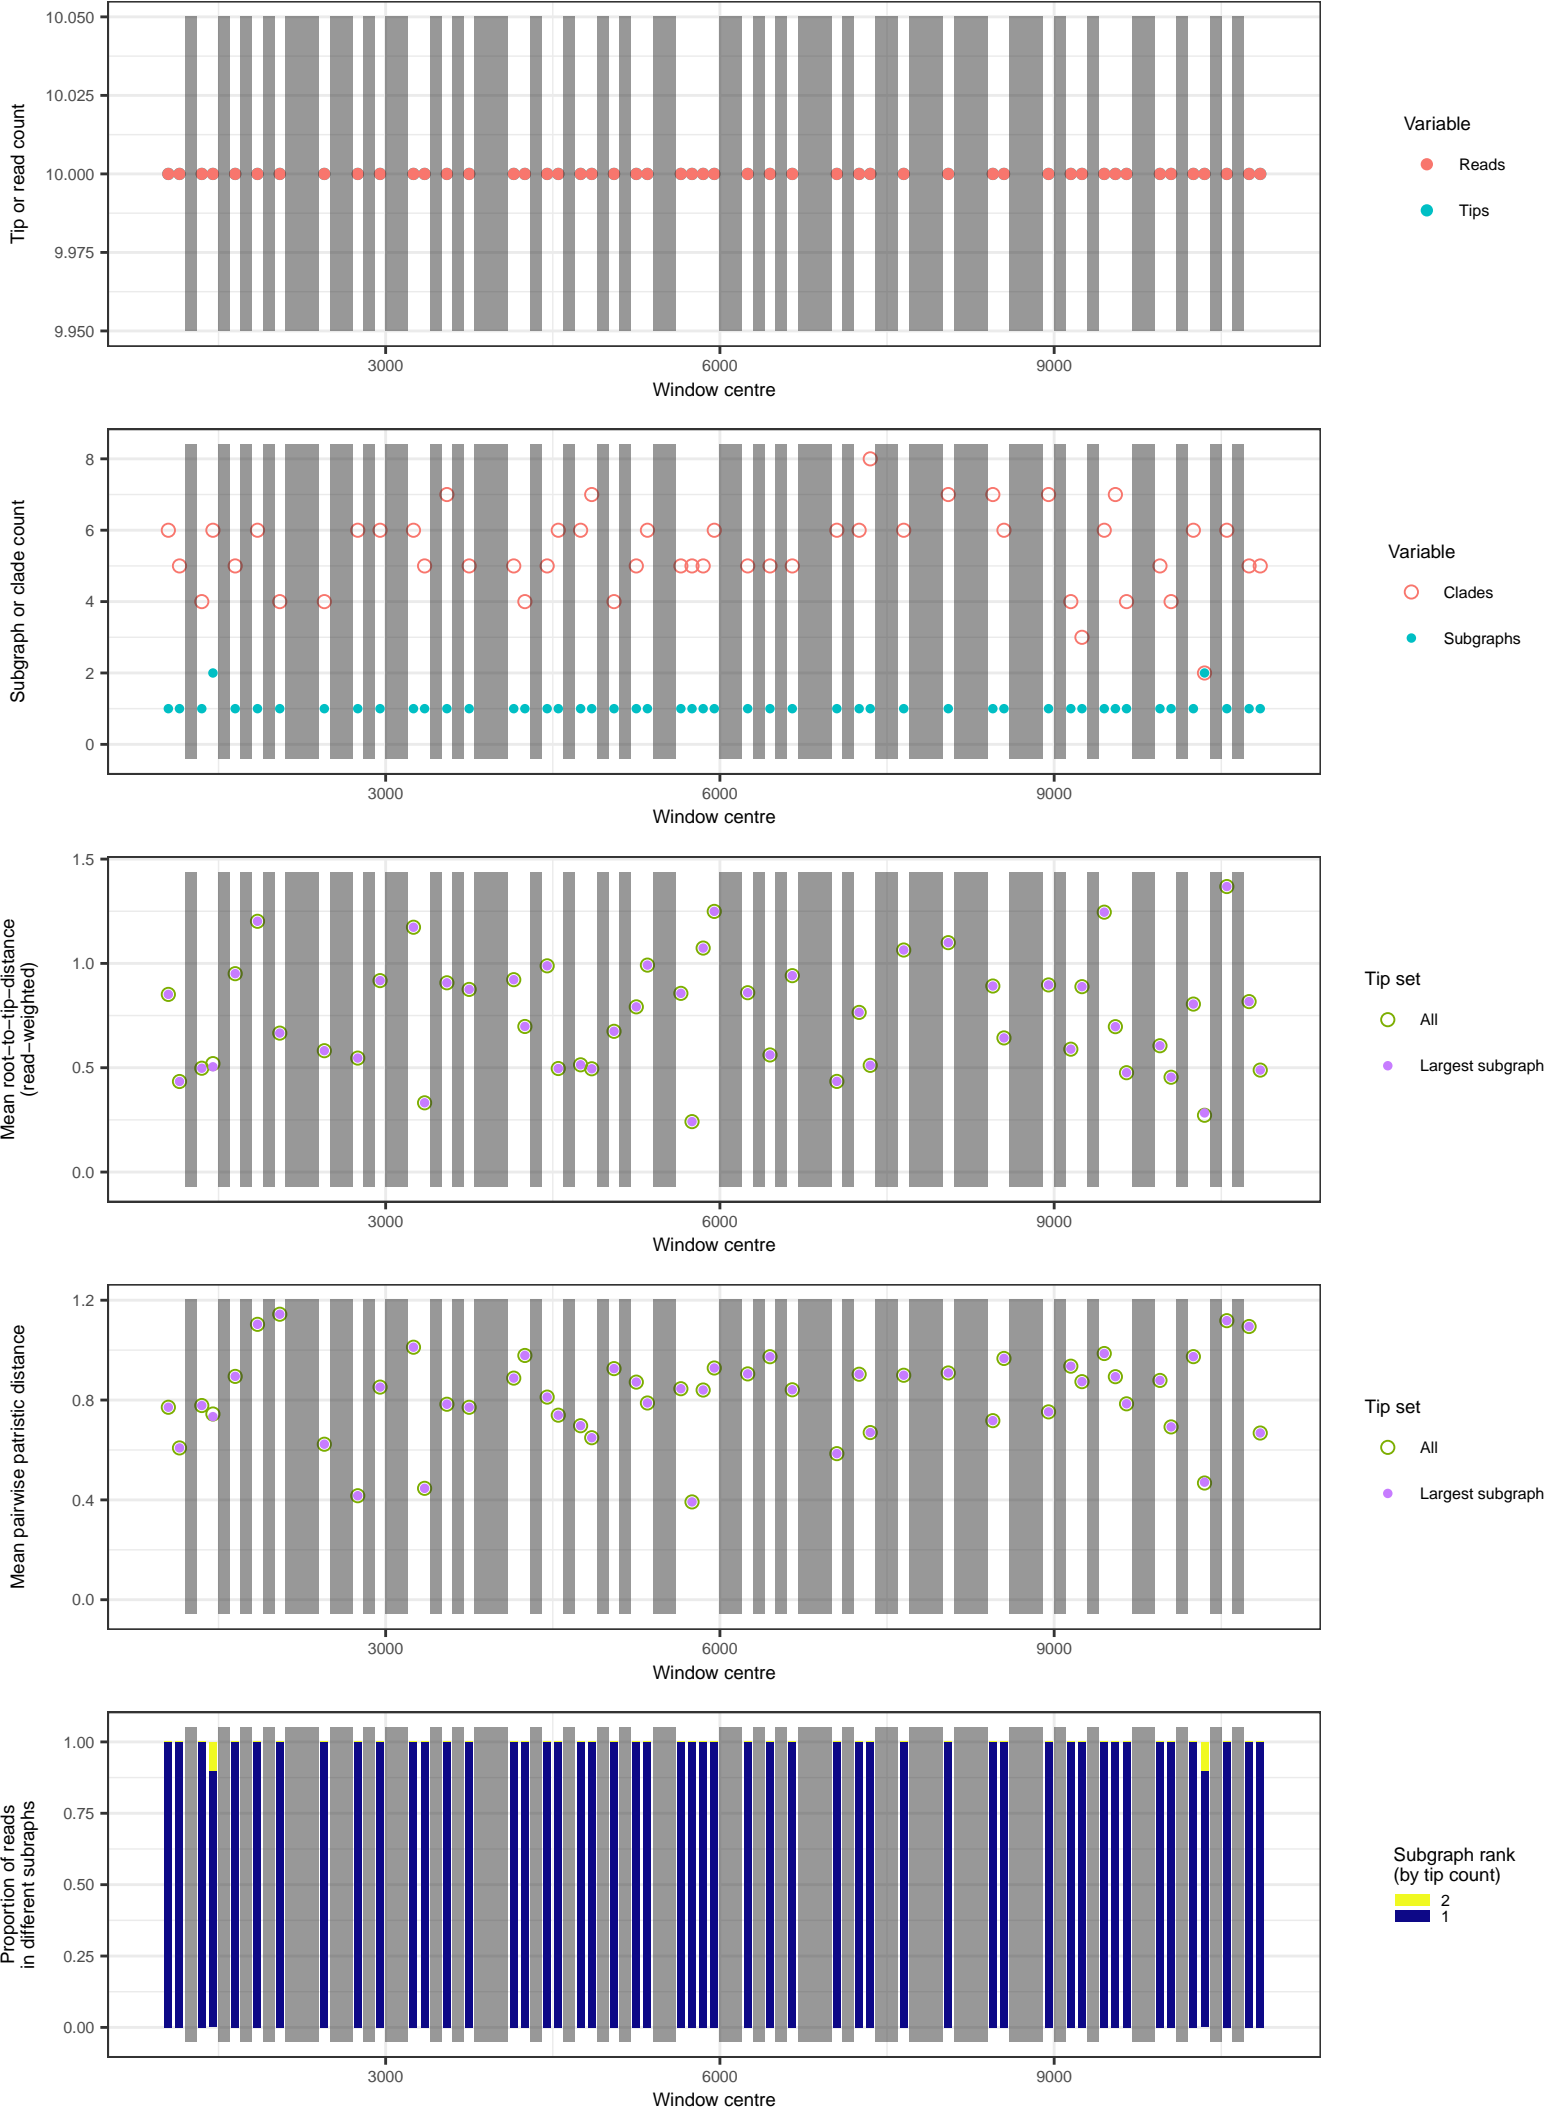 10.050
10.025
10.000
9.975
9.950
Tip or read count
3000
6000
9000
Window centre
Variable
Reads
Tips
8
6
4
2
0
Subgraph or clade count
3000
6000
9000
Window centre
Variable
Clades
Subgraphs
1.5
1.0
0.5
0.0
Mean root−to−tip−distance
(read−weighted)
3000
6000
9000
Window centre
Tip set
All
Largest subgraph
1.2
0.8
0.4
0.0
Mean pairwise patristic distance
3000
6000
9000
Window centre
Tip set
All
Largest subgraph
1.00
0.75
0.50
0.25
0.00
Proportion of reads
in different subraphs
3000
6000
9000
Window centre
Subgraph rank
(by tip count)
2
1